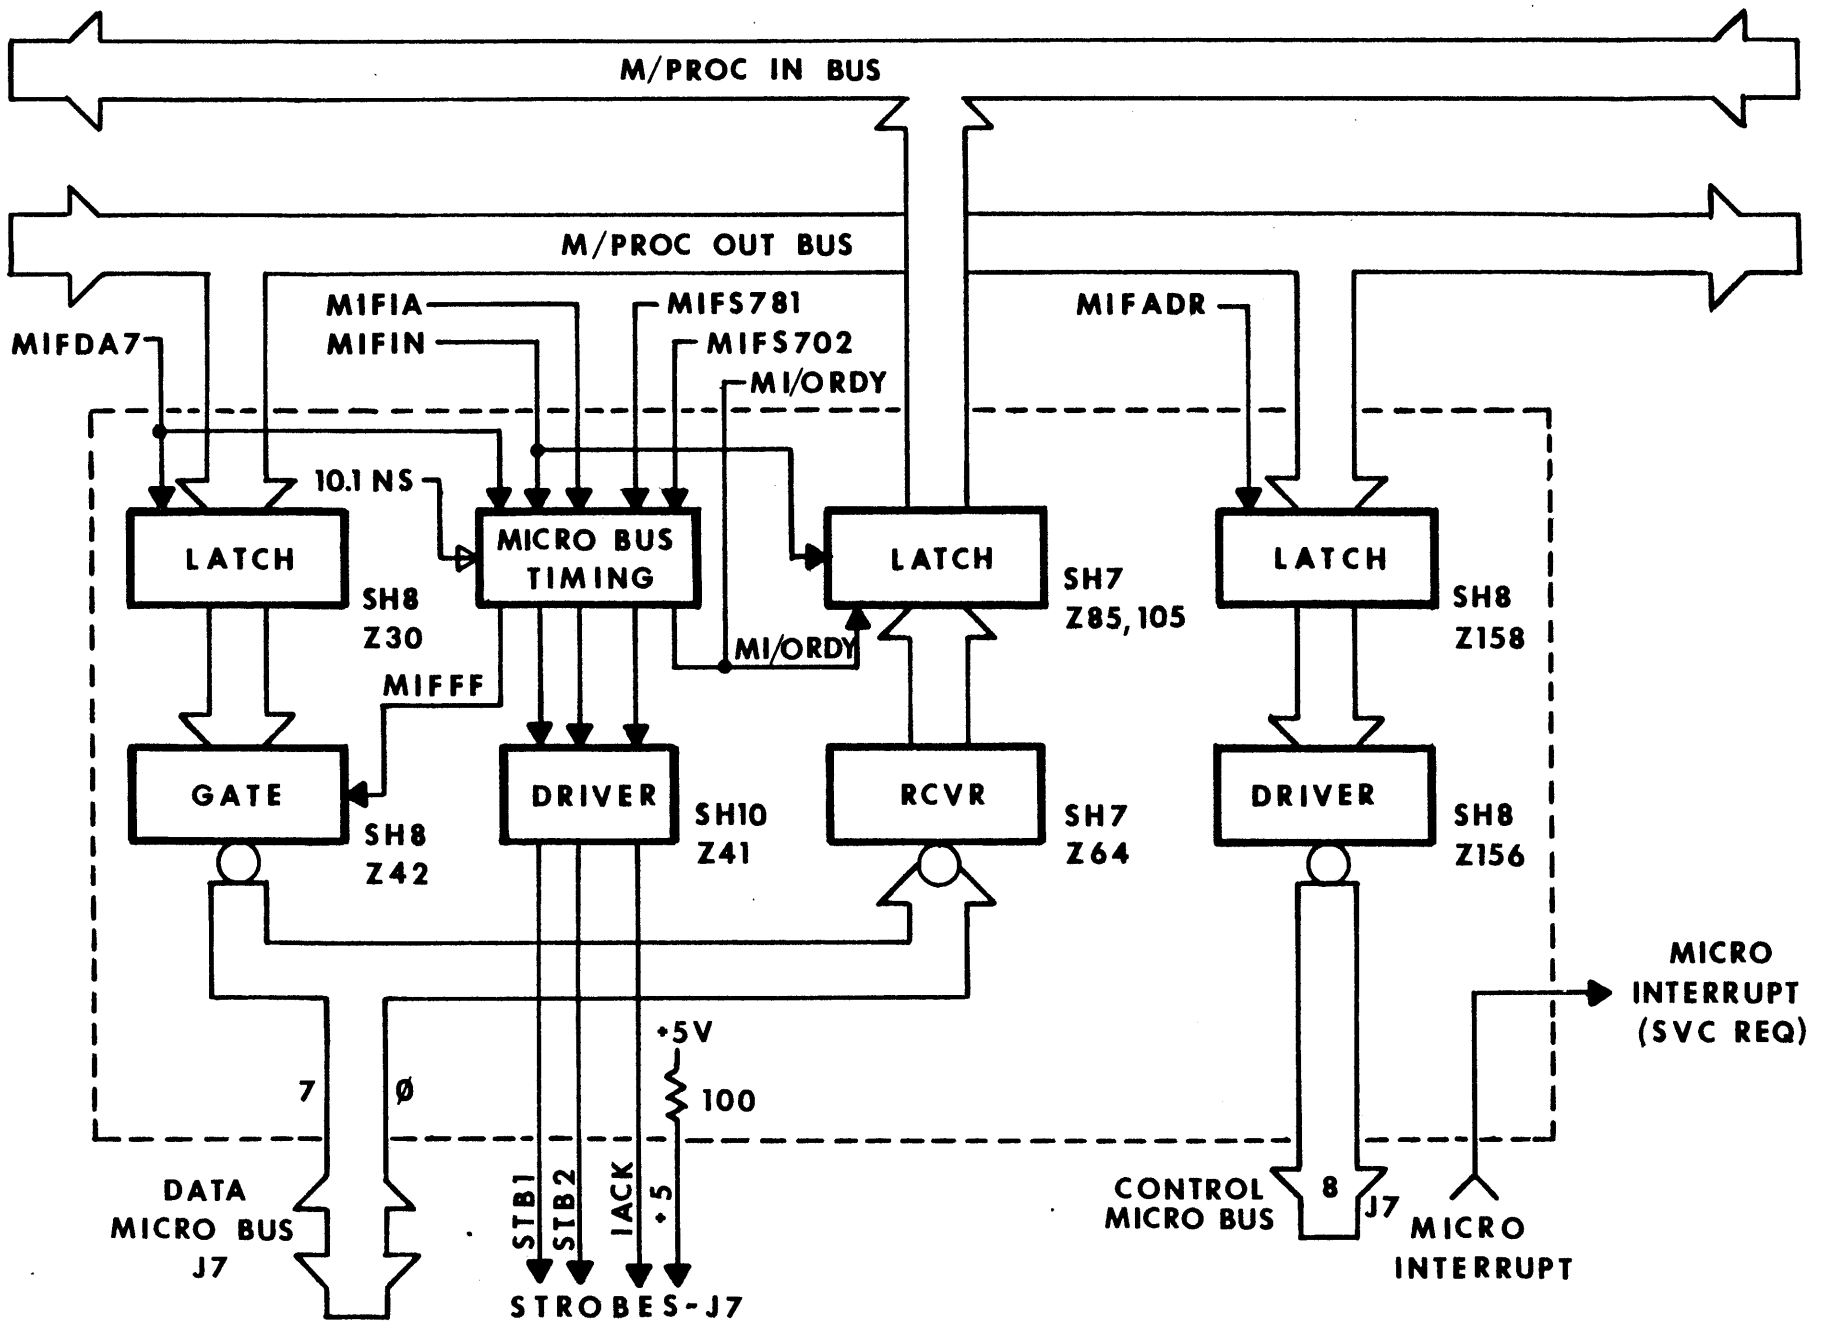 M/PROC IN BUS
M/PROC OUT BUS
MIFIA
MIFS781
MIFADR
MIFDA7
MIFIN
MIFS702
MI/ORDY
10.1 NS
LATCH
MICRO BUS
TIMING
LATCH
LATCH
SH8
Z30
SH7
Z85,105
SH8
Z158
MI/ORDY
MIFFF
GATE
DRIVER
RCVR
DRIVER
SH8
Z42
SH10
Z41
SH7
Z64
SH8
Z156
MICRO
INTERRUPT
(SVC REQ)
+5V
100
7
Ø
DATA
MICRO BUS
J7
STB1
STB2
IACK
+5
STROBES-J7
CONTROL
MICRO BUS
8
J7
MICRO
INTERRUPT